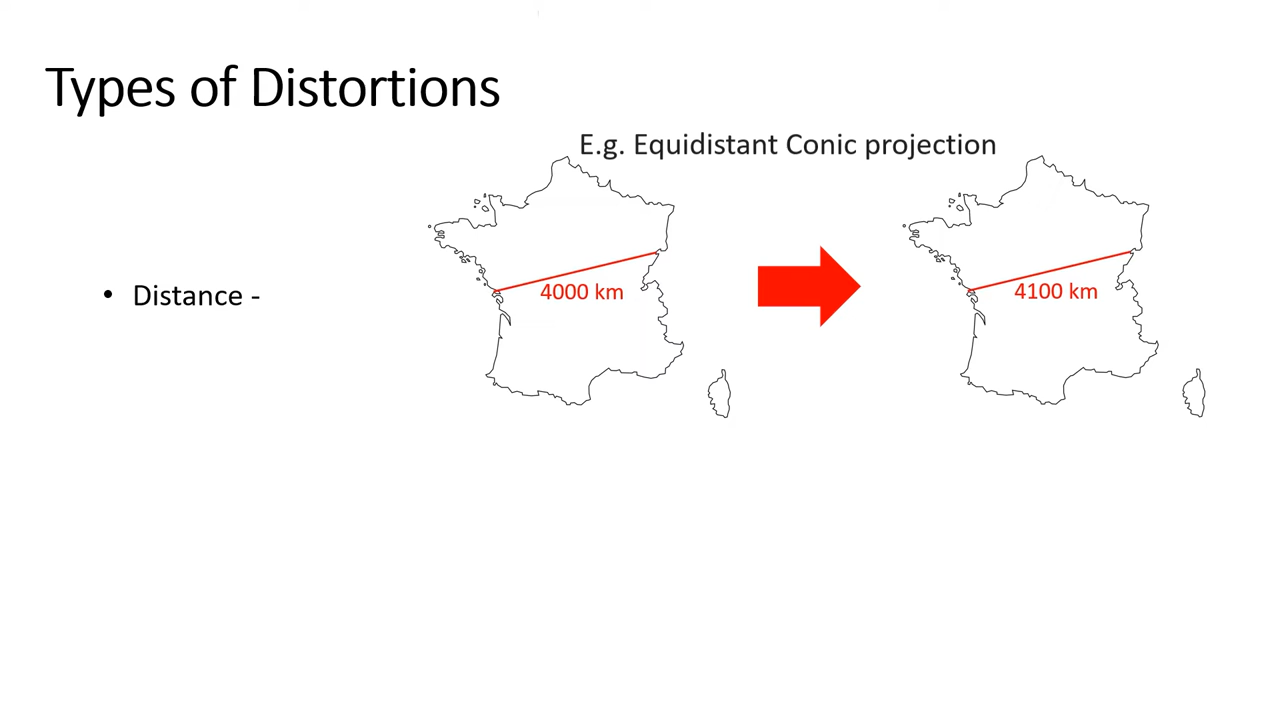 Types of Distortions
E.g. Equidistant Conic projection
• Distance -
4000 km
4100 km